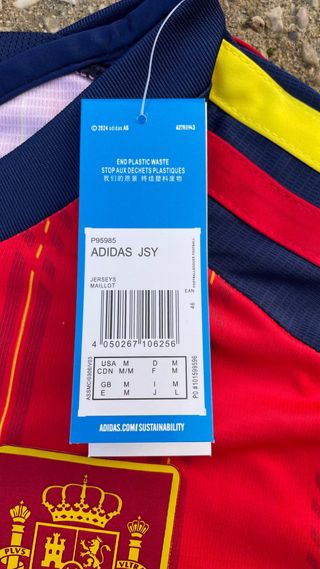 © 2024 adidas AG
62701943
END PLASTIC WASTE
STOP AUX DECHETS PLASTIQUES
我们的愿景 终结塑料废物
P95985
ADIDAS JSY
JERSEYS
MAILLOT
EAN
46
4 050267 106256
USA M D M
CDN M/M F M
GB M I M
E M J L
PO #101599596
ADIDAS.COM/SUSTAINABILITY
PLVS
VLTR